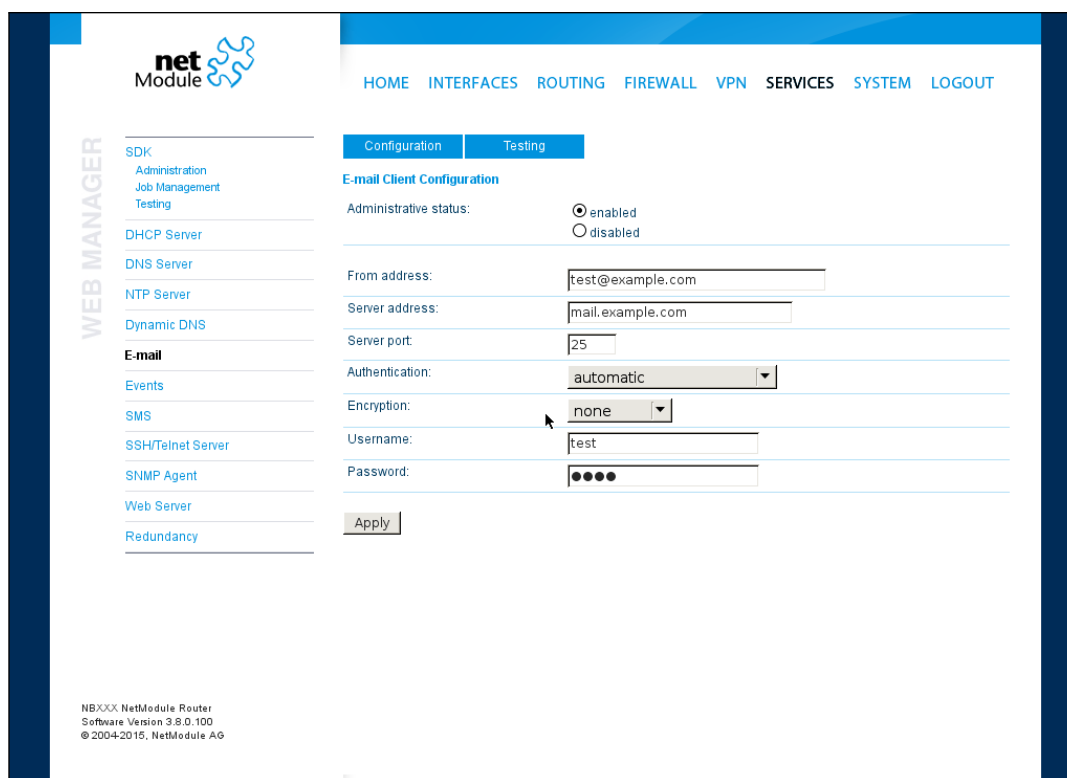 net
Module
HOME INTERFACES ROUTING FIREWALL VPN SERVICES SYSTEM LOGOUT
WEB MANAGER
SDK
Administration
Job Management
Testing
DHCP Server
DNS Server
NTP Server
Dynamic DNS
E-mail
Events
SMS
SSH/Telnet Server
SNMP Agent
Web Server
Redundancy
Configuration Testing
E-mail Client Configuration
Administrative status: enabled
disabled
From address: test@example.com
Server address: mail.example.com
Server port: 25
Authentication: automatic
Encryption: none
Username: test
Password: ●●●●
Apply
NBXXX NetModule Router
Software Version 3.8.0.100
© 2004-2015, NetModule AG